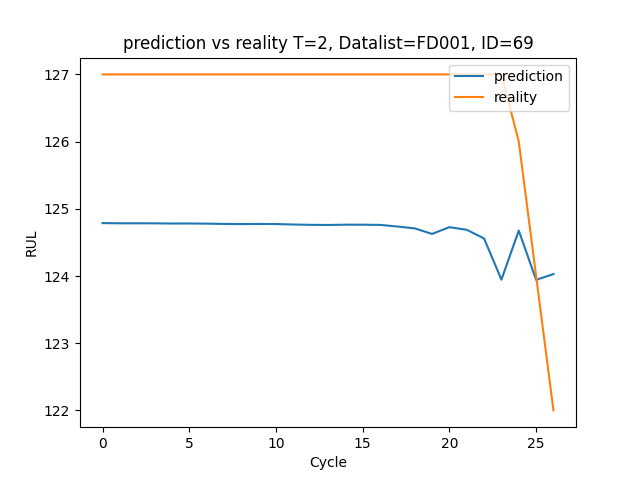 prediction vs reality T=2, Datalist=FD001, ID=69
prediction
reality
127
126
125
124
123
122
RUL
0 5 10 15 20 25
Cycle